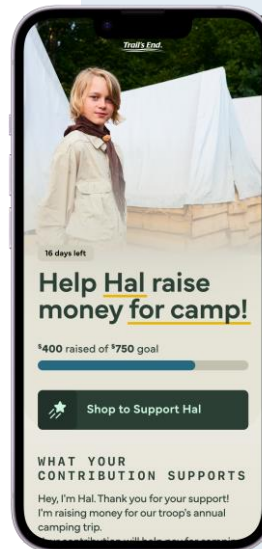 Trail's End.
16 days left
Help Hal raise
money for camp!
$400 raised of $750 goal
Shop to Support Hal
WHAT YOUR
CONTRIBUTION SUPPORTS
Hey, I'm Hal. Thank you for your support!
I'm raising money for our troop's annual
camping trip.